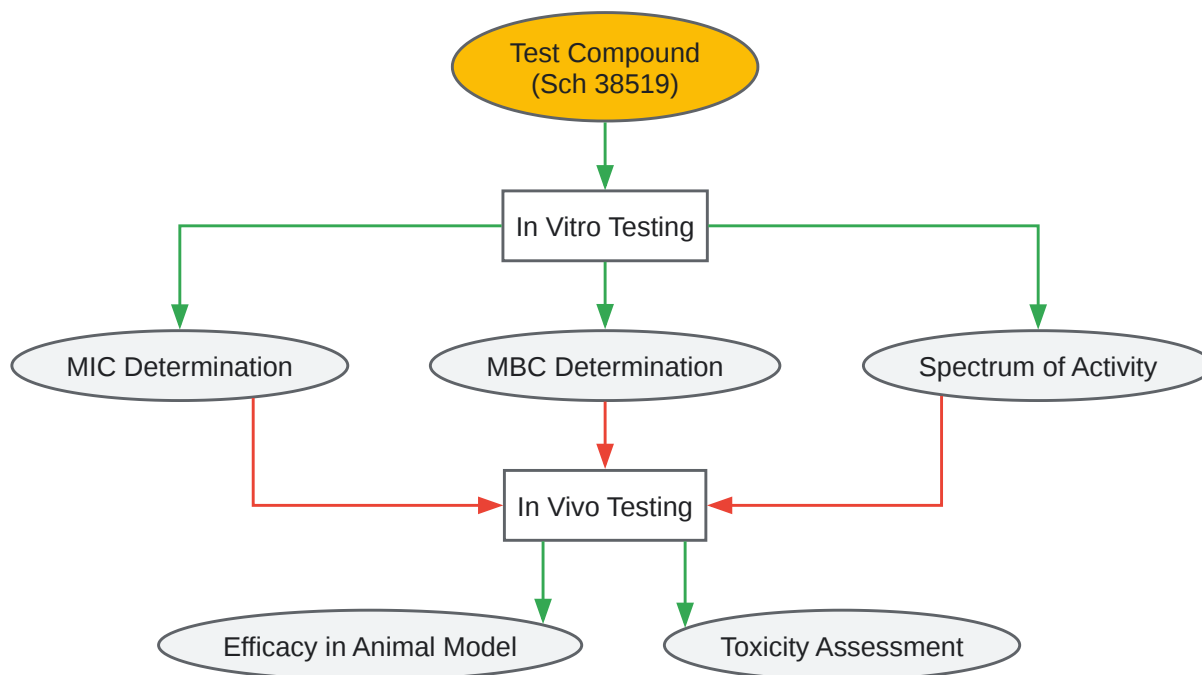 Test Compound
(Sch 38519)
In Vitro Testing
MIC Determination
MBC Determination
Spectrum of Activity
In Vivo Testing
Efficacy in Animal Model
Toxicity Assessment